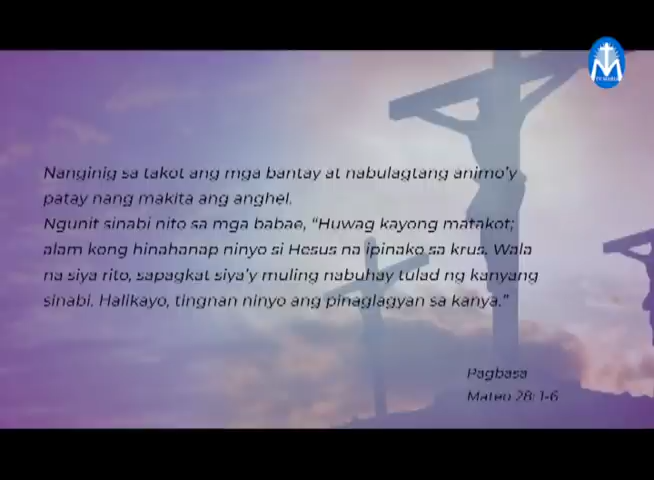 Nanginig sa takot ang mga bantay at nabulagtang animo'y
patay nang makita ang anghel.
Ngunit sinabi nito sa mga babae, "Huwag kayong matakot;
alam kong hinahanap ninyo si Hesus na ipinako sa krus. Wala
na siya rito, sapagkat siya'y muling nabuhay tulad ng kanyang
sinabi. Halikayo, tingnan ninyo ang pinaglagyan sa kanya."
Pagbasa
Mateo 28: 1-6